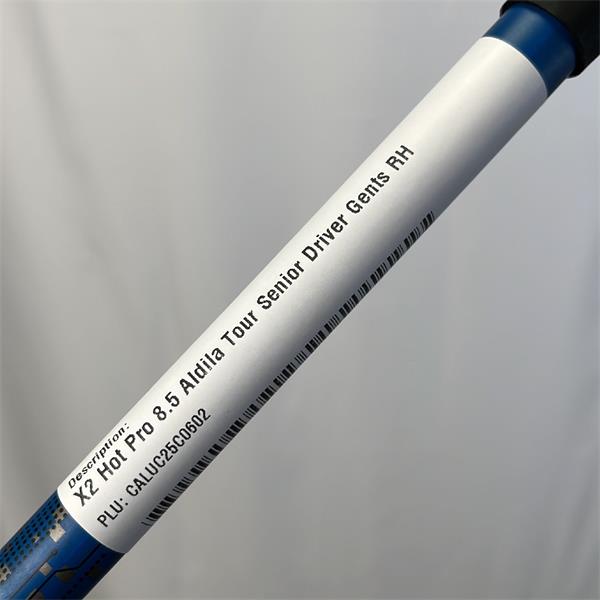 Description:
X2 Hot Pro 8.5 Aldila Tour Senior Driver Gents RH
PLU: CALUC25C0602